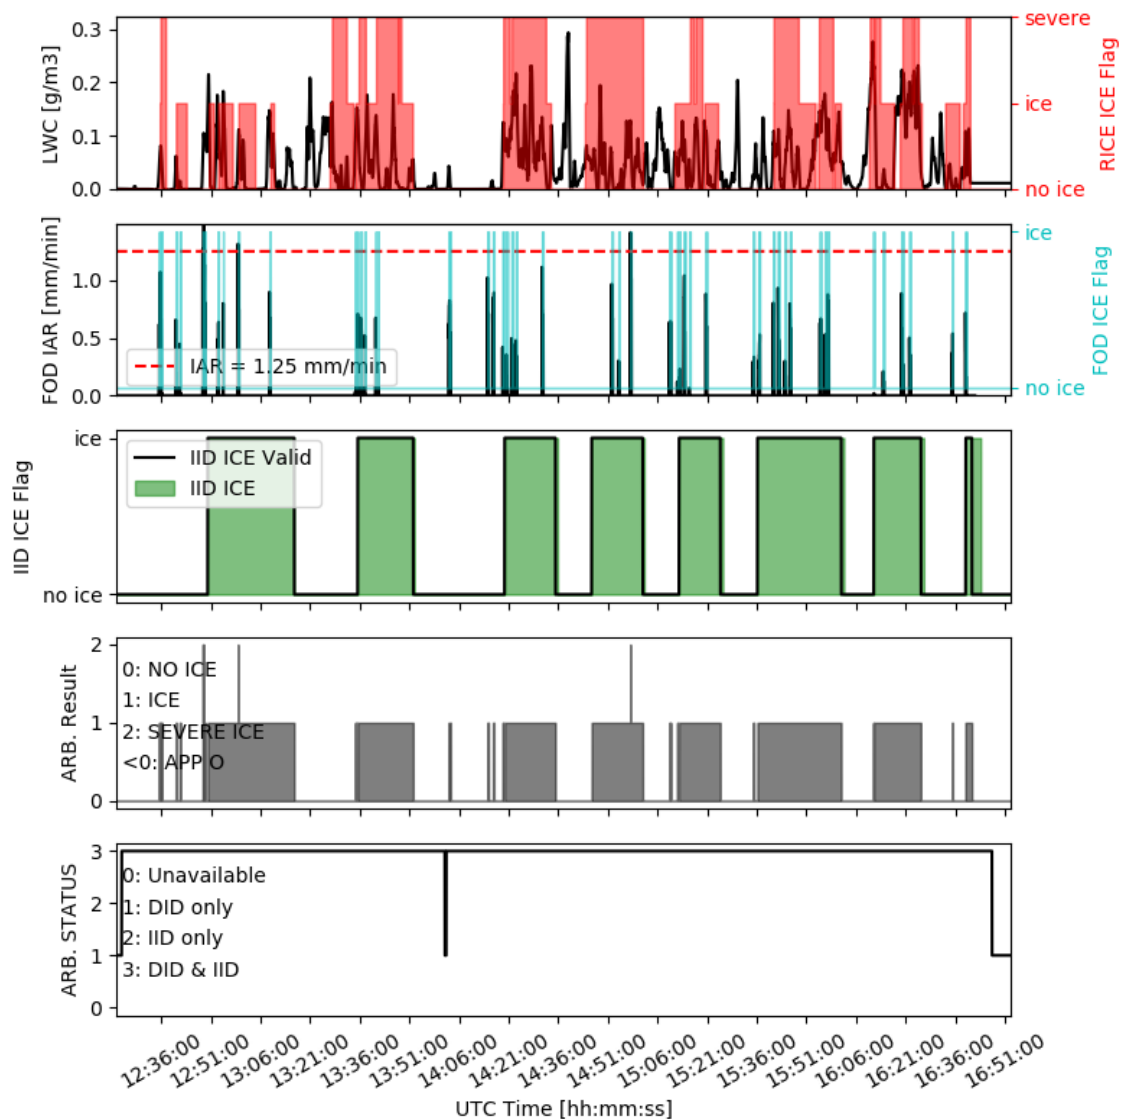 severe
0.3
0.2
ice
0.1
0.0
no ice
LWC [g/m3]
RICE ICE Flag
ice
1.0
0.5
IAR = 1.25 mm/min
no ice
0.0
FOD IAR [mm/min]
FOD ICE Flag
ice
IID ICE Valid
IID ICE
no ice
IID ICE Flag
2
0: NO ICE
1: ICE
1
2: SEVERE ICE
<0: APP O
0
ARB. Result
3
0: Unavailable
2
1: DID only
2: IID only
1
3: DID & IID
0
ARB. STATUS
12:36:00 12:51:00 13:06:00 13:21:00 13:36:00 13:51:00 14:06:00 14:21:00 14:36:00 14:51:00 15:06:00 15:21:00 15:36:00 15:51:00 16:06:00 16:21:00 16:36:00 16:51:00
UTC Time [hh:mm:ss]